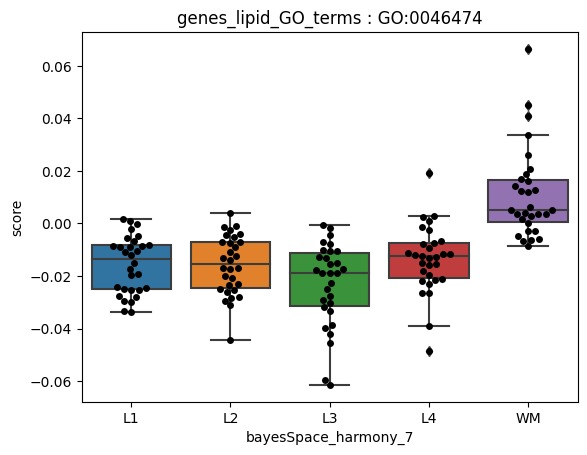 genes_lipid_GO_terms : GO:0046474
0.06
0.04
0.02
0.00
−0.02
−0.04
−0.06
score
L1 L2 L3 L4 WM
bayesSpace_harmony_7